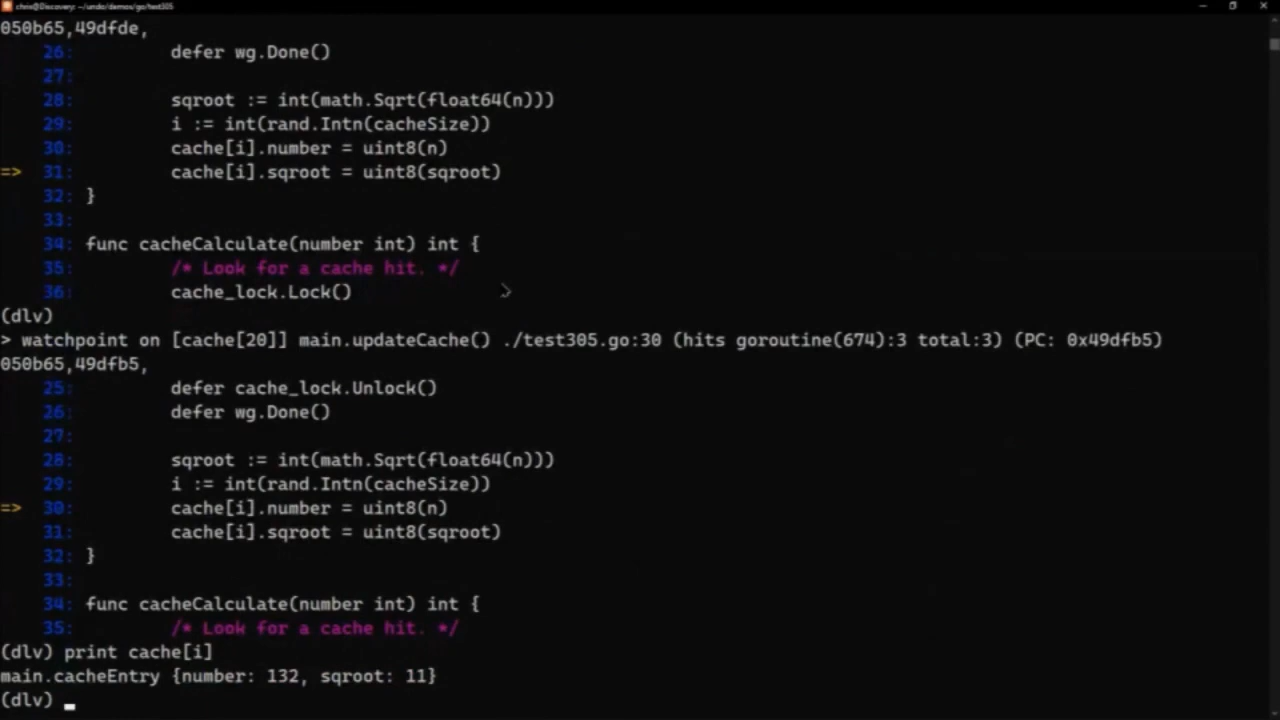 chris@Discovery: ~/undo/demos/go/test305
050b65,49dfde,
26: defer wg.Done()
27:
28: sqroot := int(math.Sqrt(float64(n)))
29: i := int(rand.Intn(cacheSize))
30: cache[i].number = uint8(n)
=> 31: cache[i].sqroot = uint8(sqroot)
32: }
33:
34: func cacheCalculate(number int) int {
35: /* Look for a cache hit. */
36: cache_lock.Lock()
(dlv)
> watchpoint on [cache[20]] main.updateCache() ./test305.go:30 (hits goroutine(674):3 total:3) (PC: 0x49dfb5)
050b65,49dfb5,
25: defer cache_lock.Unlock()
26: defer wg.Done()
27:
28: sqroot := int(math.Sqrt(float64(n)))
29: i := int(rand.Intn(cacheSize))
=> 30: cache[i].number = uint8(n)
31: cache[i].sqroot = uint8(sqroot)
32: }
33:
34: func cacheCalculate(number int) int {
35: /* Look for a cache hit. */
(dlv) print cache[i]
main.cacheEntry {number: 132, sqroot: 11}
(dlv)